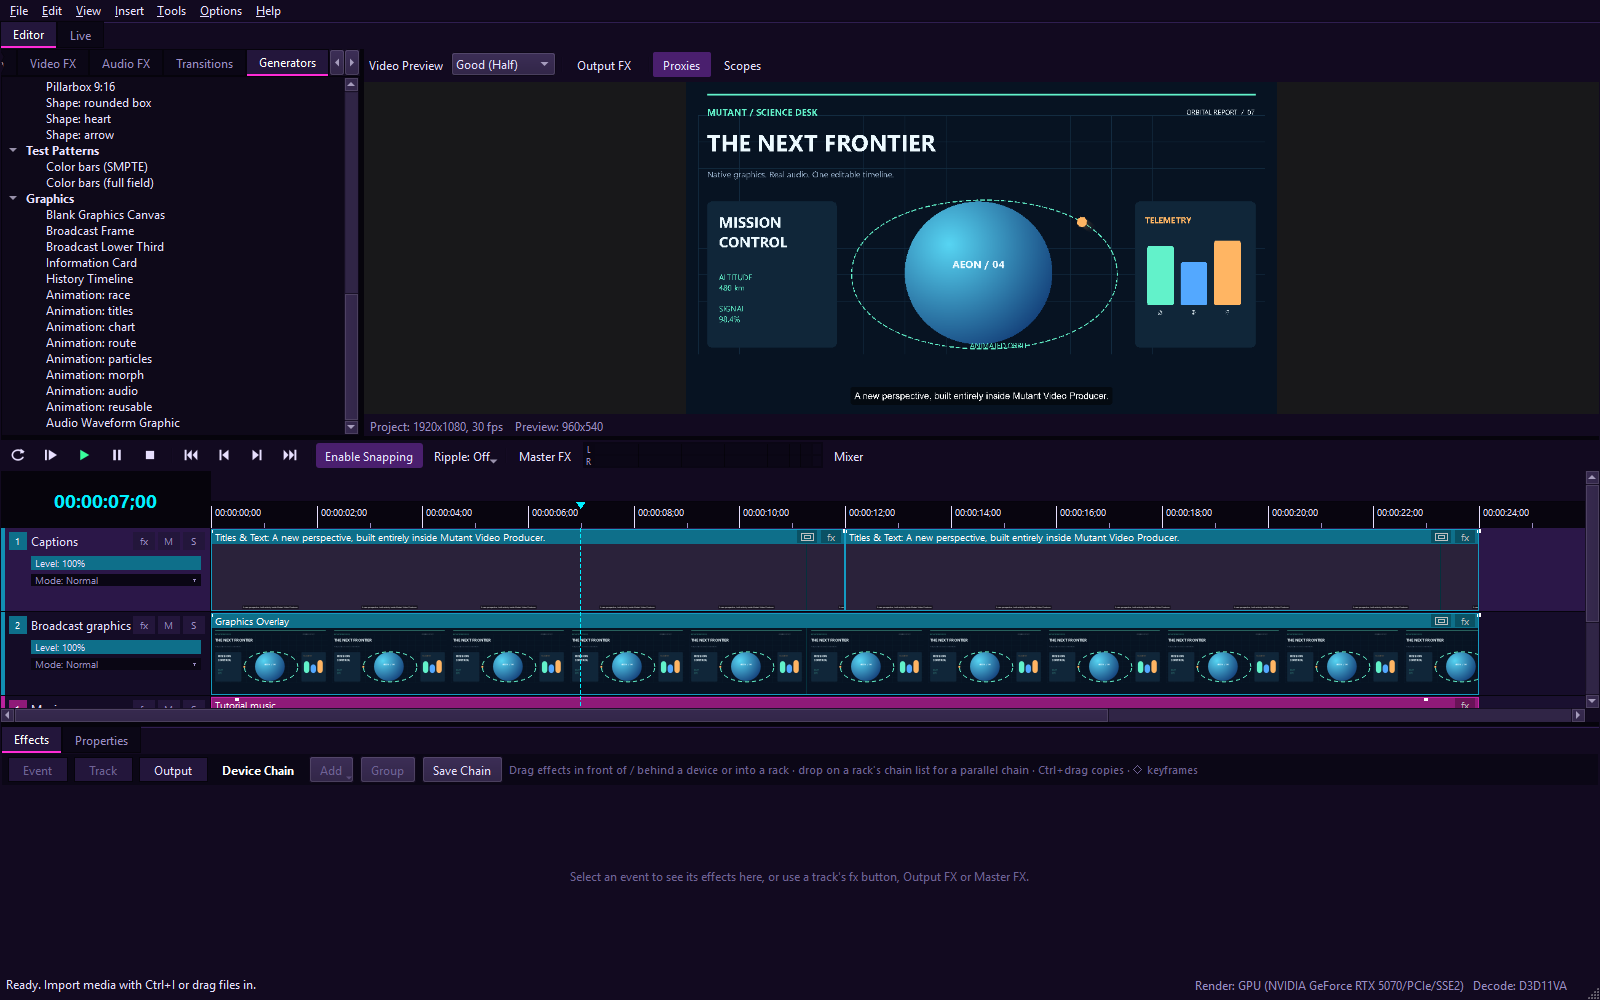 File Edit View Insert Tools Options Help
Editor Live
Video FX Audio FX Transitions Generators
Pillarbox 9:16
Shape: rounded box
Shape: heart
Shape: arrow
Test Patterns
Color bars (SMPTE)
Color bars (full field)
Graphics
Blank Graphics Canvas
Broadcast Frame
Broadcast Lower Third
Information Card
History Timeline
Animation: race
Animation: titles
Animation: chart
Animation: route
Animation: particles
Animation: morph
Animation: audio
Animation: reusable
Audio Waveform Graphic
Video Preview Good (Half) Output FX Proxies Scopes
MUTANT / SCIENCE DESK
ORBITAL REPORT / 07
THE NEXT FRONTIER
Native graphics. Real audio. One editable timeline.
MISSION
CONTROL
ALTITUDE
486 km
SIGNAL
98.4%
AEON / 04
TELEMETRY
A new perspective, built entirely inside Mutant Video Producer.
Project: 1920x1080, 30 fps Preview: 960x540
Enable Snapping Ripple: Off Master FX L R Mixer
00:00:07;00
00:00:00;00 00:00:02;00 00:00:04;00 00:00:06;00 00:00:08;00 00:00:10;00 00:00:12;00 00:00:14;00 00:00:16;00 00:00:18;00 00:00:20;00 00:00:22;00 00:00:24;00
1 Captions fx M S
Level: 100%
Mode: Normal
Titles & Text: A new perspective, built entirely inside Mutant Video Producer. fx
Titles & Text: A new perspective, built entirely inside Mutant Video Producer. fx
2 Broadcast graphics fx M S
Level: 100%
Mode: Normal
Graphics Overlay fx
Tutorial music fx
Effects Properties
Event Track Output Device Chain Add Group Save Chain Drag effects in front of / behind a device or into a rack · drop on a rack's chain list for a parallel chain · Ctrl+drag copies · ◇ keyframes
Select an event to see its effects here, or use a track's fx button, Output FX or Master FX.
Ready. Import media with Ctrl+I or drag files in.
Render: GPU (NVIDIA GeForce RTX 5070/PCIe/SSE2) Decode: D3D11VA